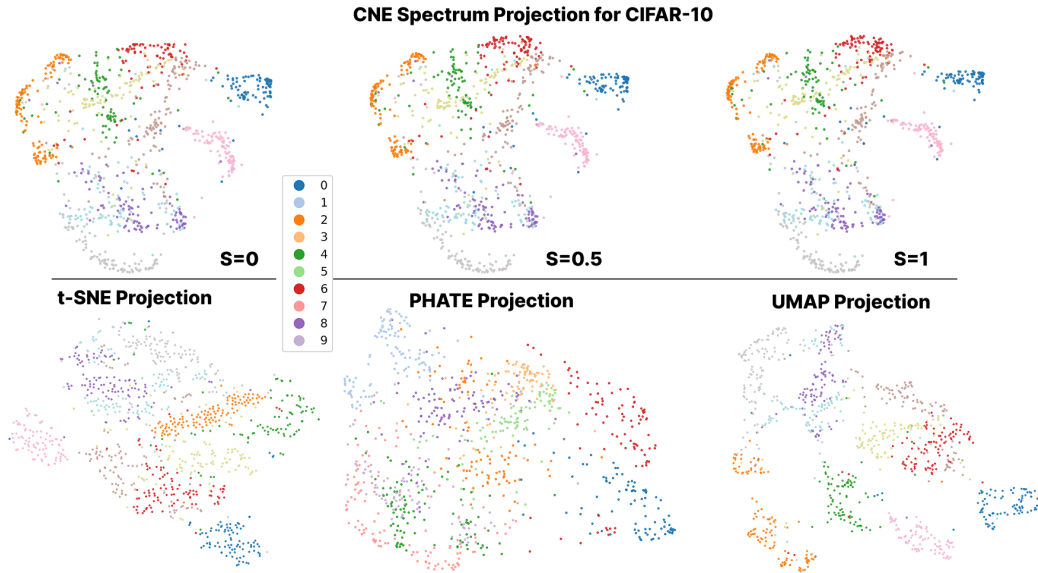 CNE Spectrum Projection for CIFAR-10
S=0
S=0.5
S=1
0
1
2
3
4
5
6
7
8
9
t-SNE Projection
PHATE Projection
UMAP Projection